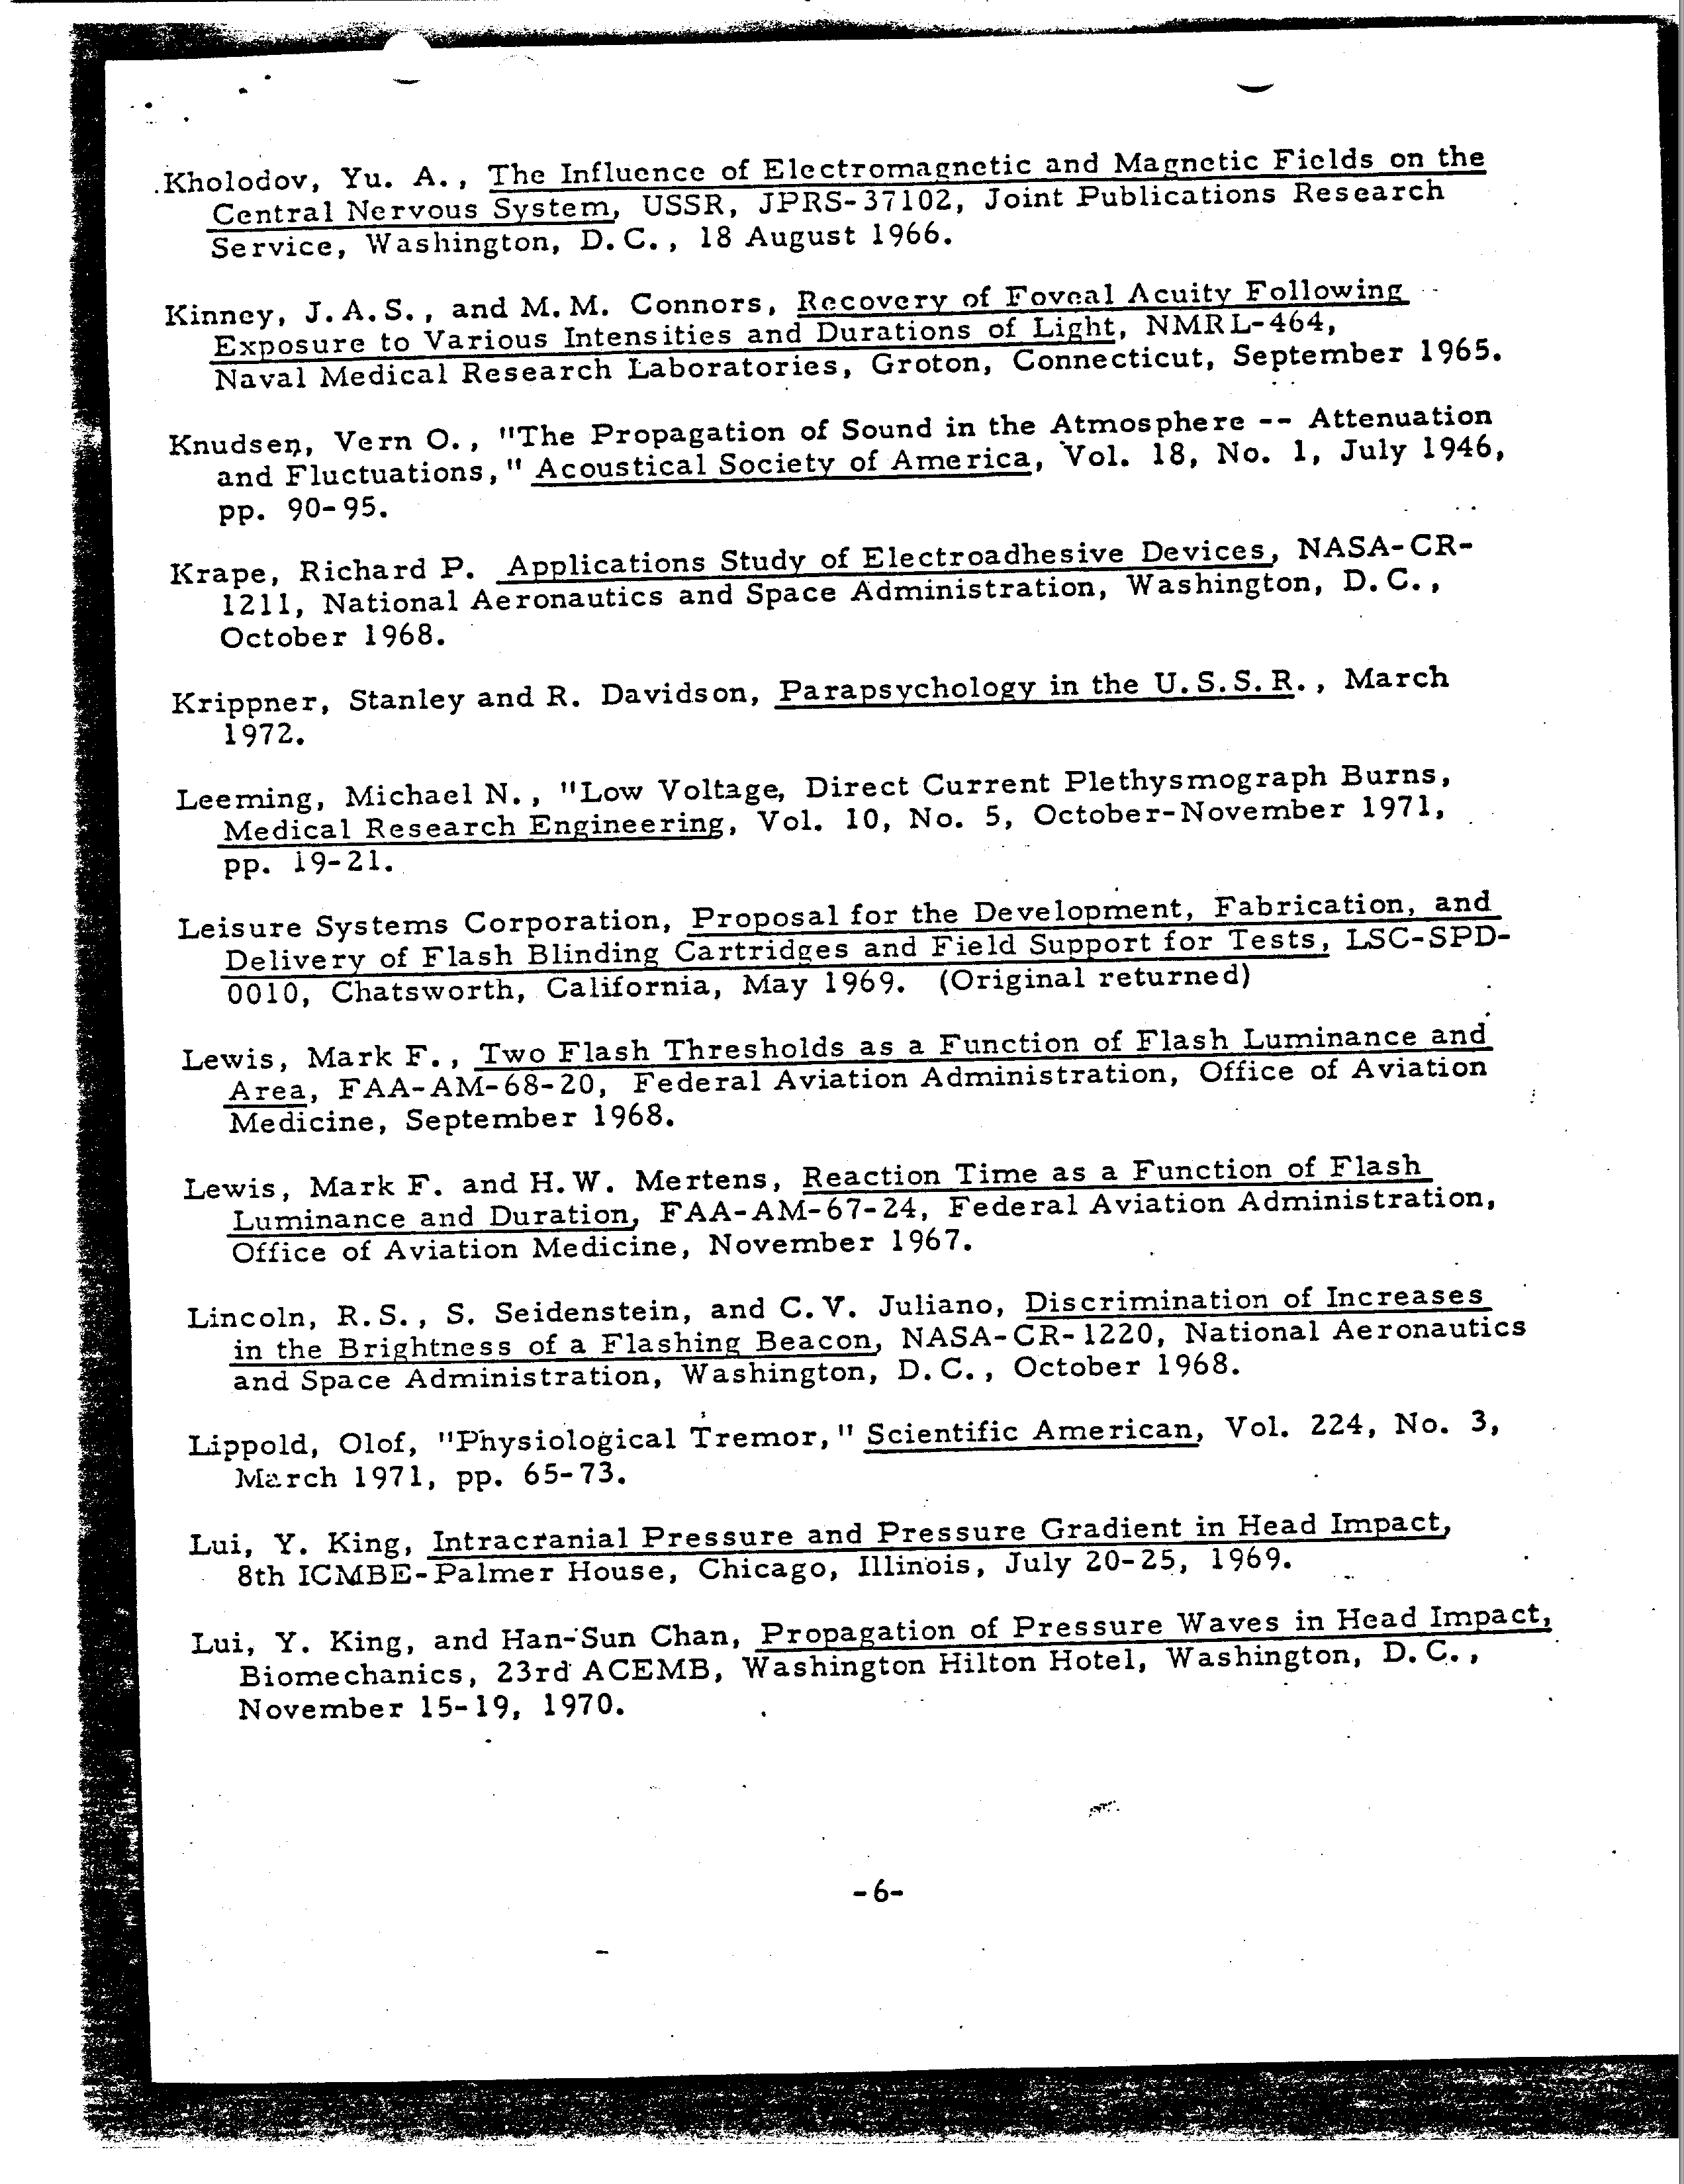 Kholodov, Yu. A., The Influence of Electromagnetic and Magnetic Fields on the
Central Nervous System, USSR, JPRS-37102, Joint Publications Research
Service, Washington, D.C., 18 August 1966.
Kinney, J.A.S., and M.M. Connors, Recovery of Foveal Acuity Following
Exposure to Various Intensities and Durations of Light, NMRL-464,
Naval Medical Research Laboratories, Groton, Connecticut, September 1965.
Knudsen, Vern O., "The Propagation of Sound in the Atmosphere -- Attenuation
and Fluctuations," Acoustical Society of America, Vol. 18, No. 1, July 1946,
pp. 90-95.
Krape, Richard P. Applications Study of Electroadhesive Devices, NASA-CR-
1211, National Aeronautics and Space Administration, Washington, D.C.,
October 1968.
Krippner, Stanley and R. Davidson, Parapsychology in the U.S.S.R., March
1972.
Leeming, Michael N., "Low Voltage, Direct Current Plethysmograph Burns,
Medical Research Engineering, Vol. 10, No. 5, October-November 1971,
pp. 19-21.
Leisure Systems Corporation, Proposal for the Development, Fabrication, and
Delivery of Flash Blinding Cartridges and Field Support for Tests, LSC-SPD-
0010, Chatsworth, California, May 1969. (Original returned)
Lewis, Mark F., Two Flash Thresholds as a Function of Flash Luminance and
Area, FAA-AM-68-20, Federal Aviation Administration, Office of Aviation
Medicine, September 1968.
Lewis, Mark F. and H.W. Mertens, Reaction Time as a Function of Flash
Luminance and Duration, FAA-AM-67-24, Federal Aviation Administration,
Office of Aviation Medicine, November 1967.
Lincoln, R.S., S. Seidenstein, and C.V. Juliano, Discrimination of Increases
in the Brightness of a Flashing Beacon, NASA-CR-1220, National Aeronautics
and Space Administration, Washington, D.C., October 1968.
Lippold, Olof, "Physiological Tremor," Scientific American, Vol. 224, No. 3,
March 1971, pp. 65-73.
Lui, Y. King, Intracranial Pressure and Pressure Gradient in Head Impact,
8th ICMBE-Palmer House, Chicago, Illinois, July 20-25, 1969.
Lui, Y. King, and Han-Sun Chan, Propagation of Pressure Waves in Head Impact,
Biomechanics, 23rd ACEMB, Washington Hilton Hotel, Washington, D.C.,
November 15-19, 1970.
-6-